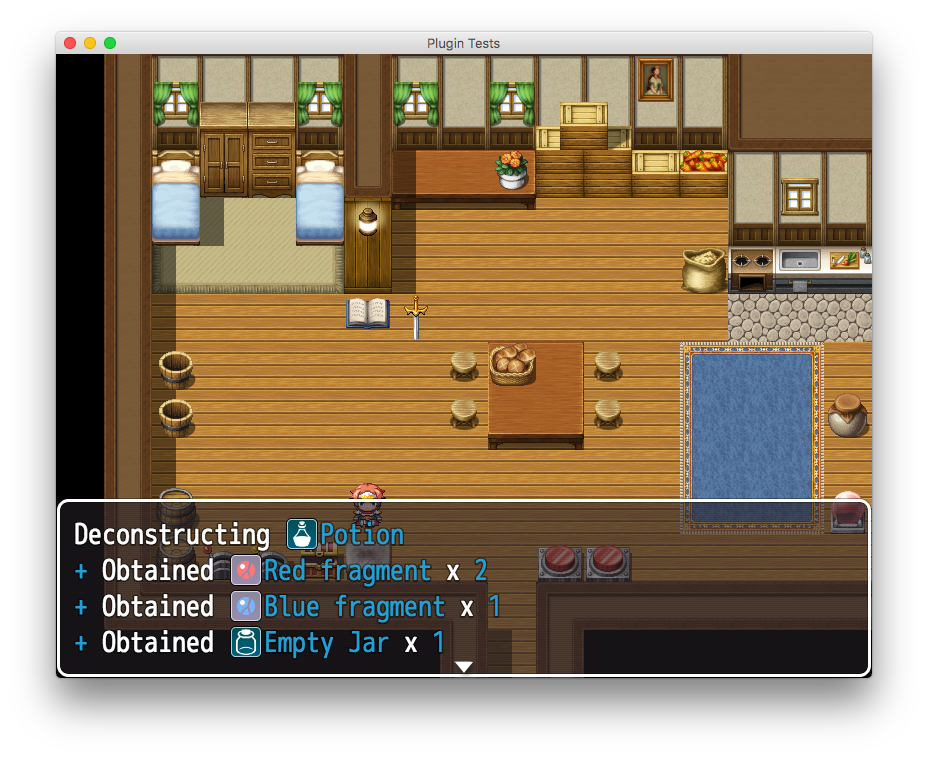 Plugin Tests
Deconstructing Potion
+ Obtained Red fragment x 2
+ Obtained Blue fragment x 1
+ Obtained Empty Jar x 1